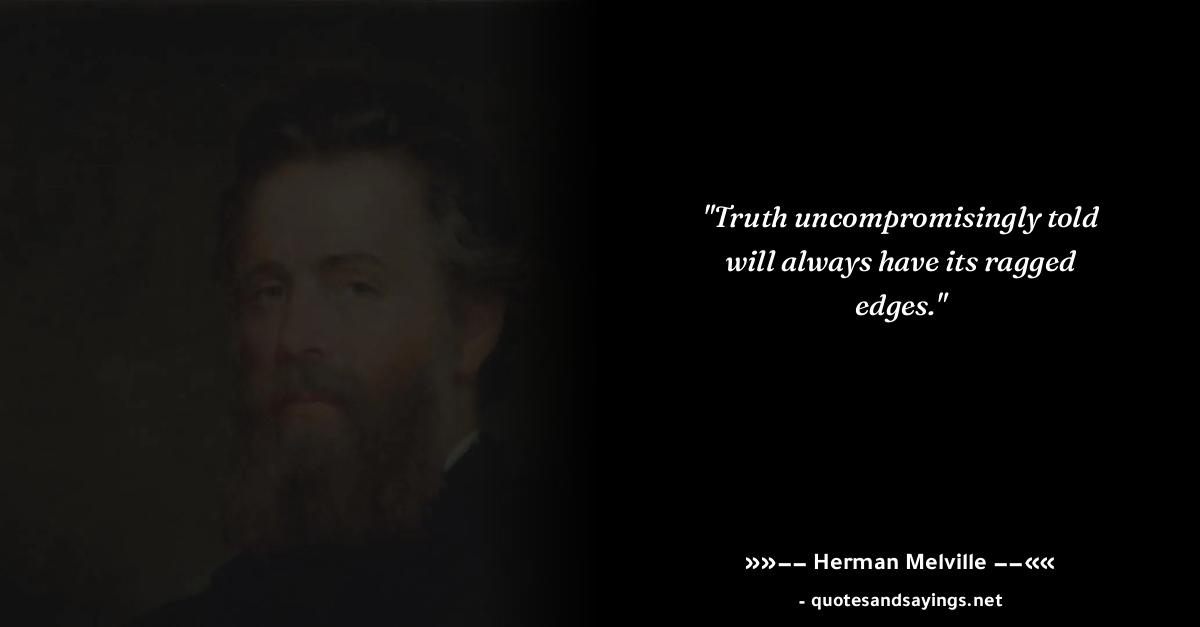 "Truth uncompromisingly told
will always have its ragged
edges."
»»–– Herman Melville ––««
- quotesandsayings.net